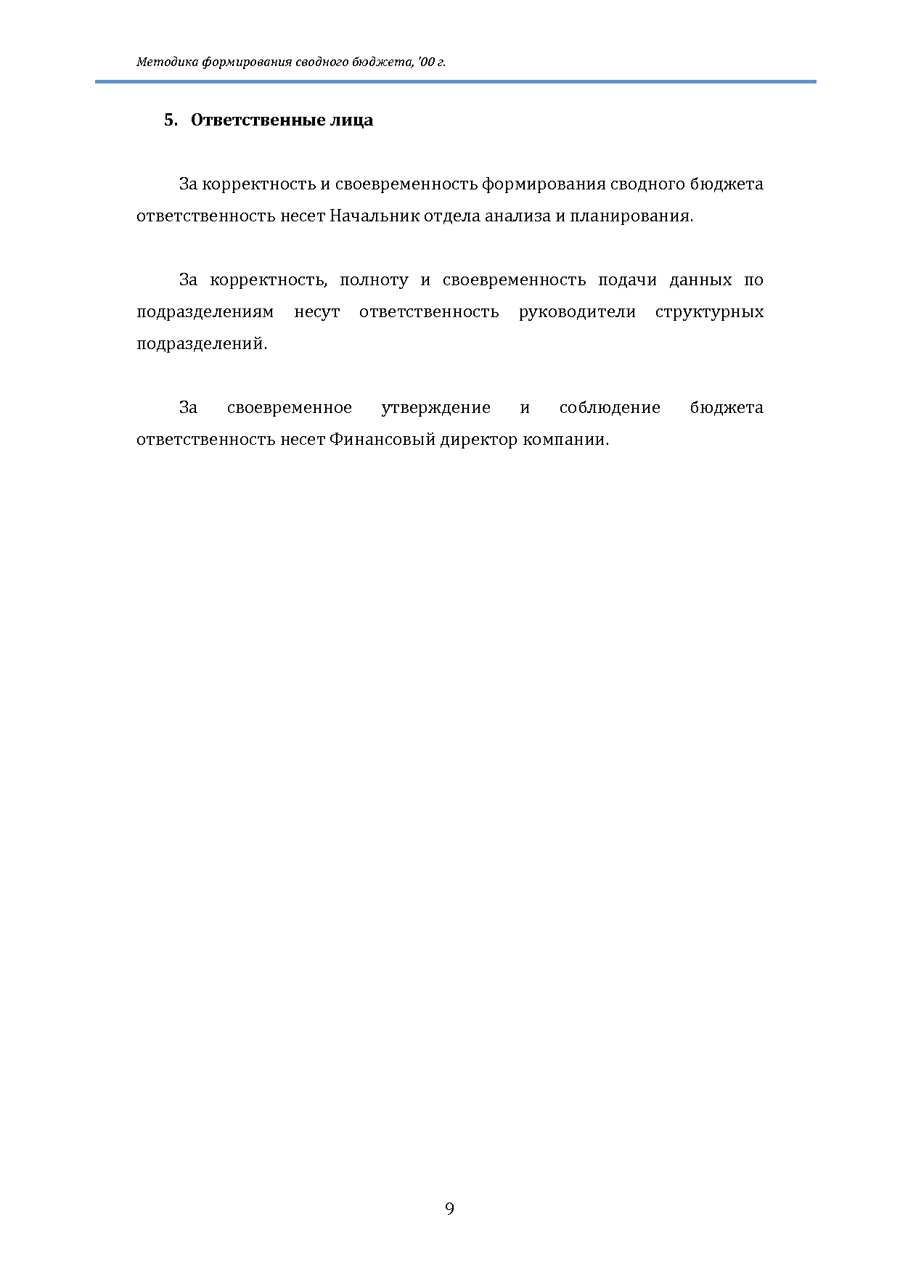 Методика формирования сводного бюджета, '00 г.
5. Ответственные лица
За корректность и своевременность формирования сводного бюджета
ответственность несет Начальник отдела анализа и планирования.
За корректность, полноту и своевременность подачи данных по
подразделениям несут ответственность руководители структурных
подразделений.
За своевременное утверждение и соблюдение бюджета
ответственность несет Финансовый директор компании.
9